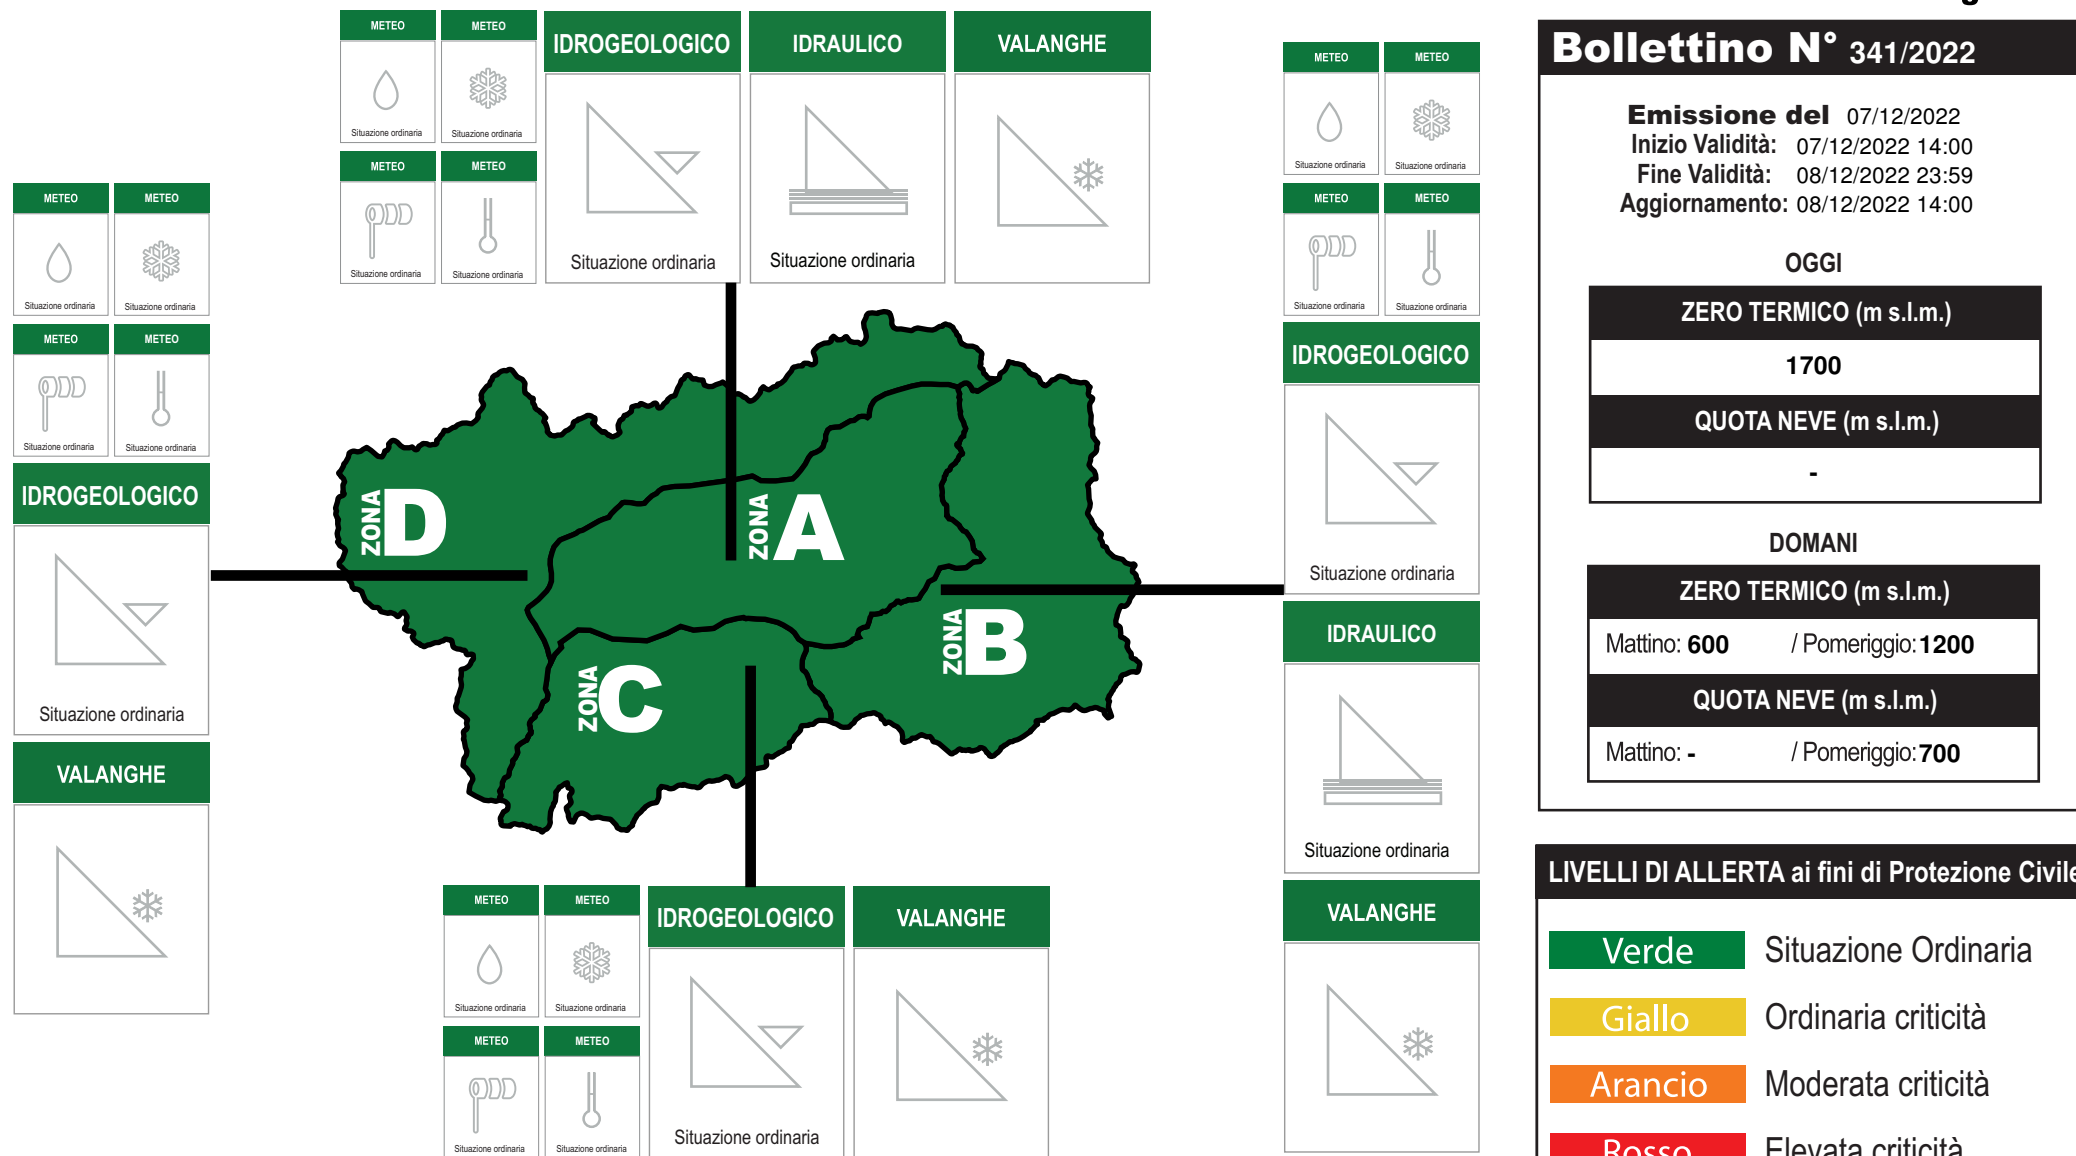 METEO
METEO
Situazione ordinaria
Situazione ordinaria
METEO
METEO
Situazione ordinaria
Situazione ordinaria
IDROGEOLOGICO
Situazione ordinaria
IDRAULICO
Situazione ordinaria
VALANGHE
METEO
METEO
Situazione ordinaria
Situazione ordinaria
METEO
METEO
Situazione ordinaria
Situazione ordinaria
IDROGEOLOGICO
Situazione ordinaria
VALANGHE
ZONA D
ZONA A
ZONA B
ZONA C
METEO
METEO
Situazione ordinaria
Situazione ordinaria
METEO
METEO
Situazione ordinaria
Situazione ordinaria
IDROGEOLOGICO
Situazione ordinaria
IDRAULICO
Situazione ordinaria
VALANGHE
METEO
METEO
Situazione ordinaria
Situazione ordinaria
METEO
METEO
Situazione ordinaria
Situazione ordinaria
IDROGEOLOGICO
Situazione ordinaria
VALANGHE
Bollettino N° 341/2022
Emissione del 07/12/2022
Inizio Validità: 07/12/2022 14:00
Fine Validità: 08/12/2022 23:59
Aggiornamento: 08/12/2022 14:00
OGGI
ZERO TERMICO (m s.l.m.)
1700
QUOTA NEVE (m s.l.m.)
-
DOMANI
ZERO TERMICO (m s.l.m.)
Mattino: 600 / Pomeriggio: 1200
QUOTA NEVE (m s.l.m.)
Mattino: - / Pomeriggio: 700
LIVELLI DI ALLERTA ai fini di Protezione Civile
Verde Situazione Ordinaria
Giallo Ordinaria criticità
Arancio Moderata criticità
Rosso Elevata criticità